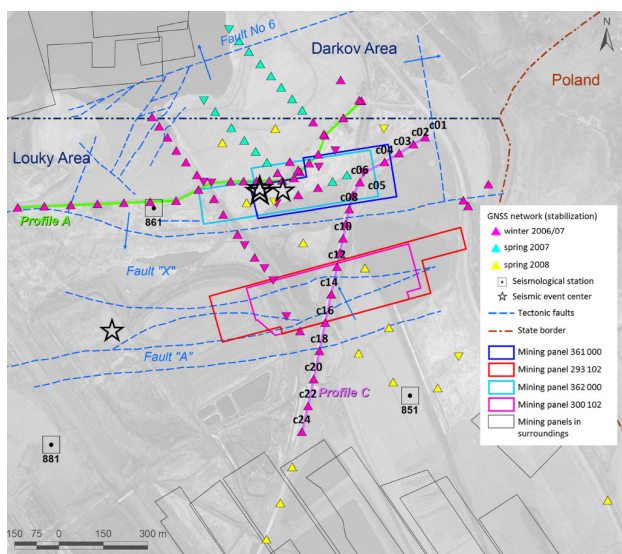 Fault No 6
Darkov Area
N
Poland
c01
c02
c03
c04
Louky Area
c06
c05
c08
861
Profile A
c10
Fault "X"
c12
c14
c16
c18
Fault "A"
c20
c22
Profile C
c24
851
881
GNSS network (stabilization)
winter 2006/07
spring 2007
spring 2008
Seismological station
Seismic event center
Tectonic faults
State border
Mining panel 361 000
Mining panel 293 102
Mining panel 362 000
Mining panel 300 102
Mining panels in
surroundings
150 75 0 150 300 m